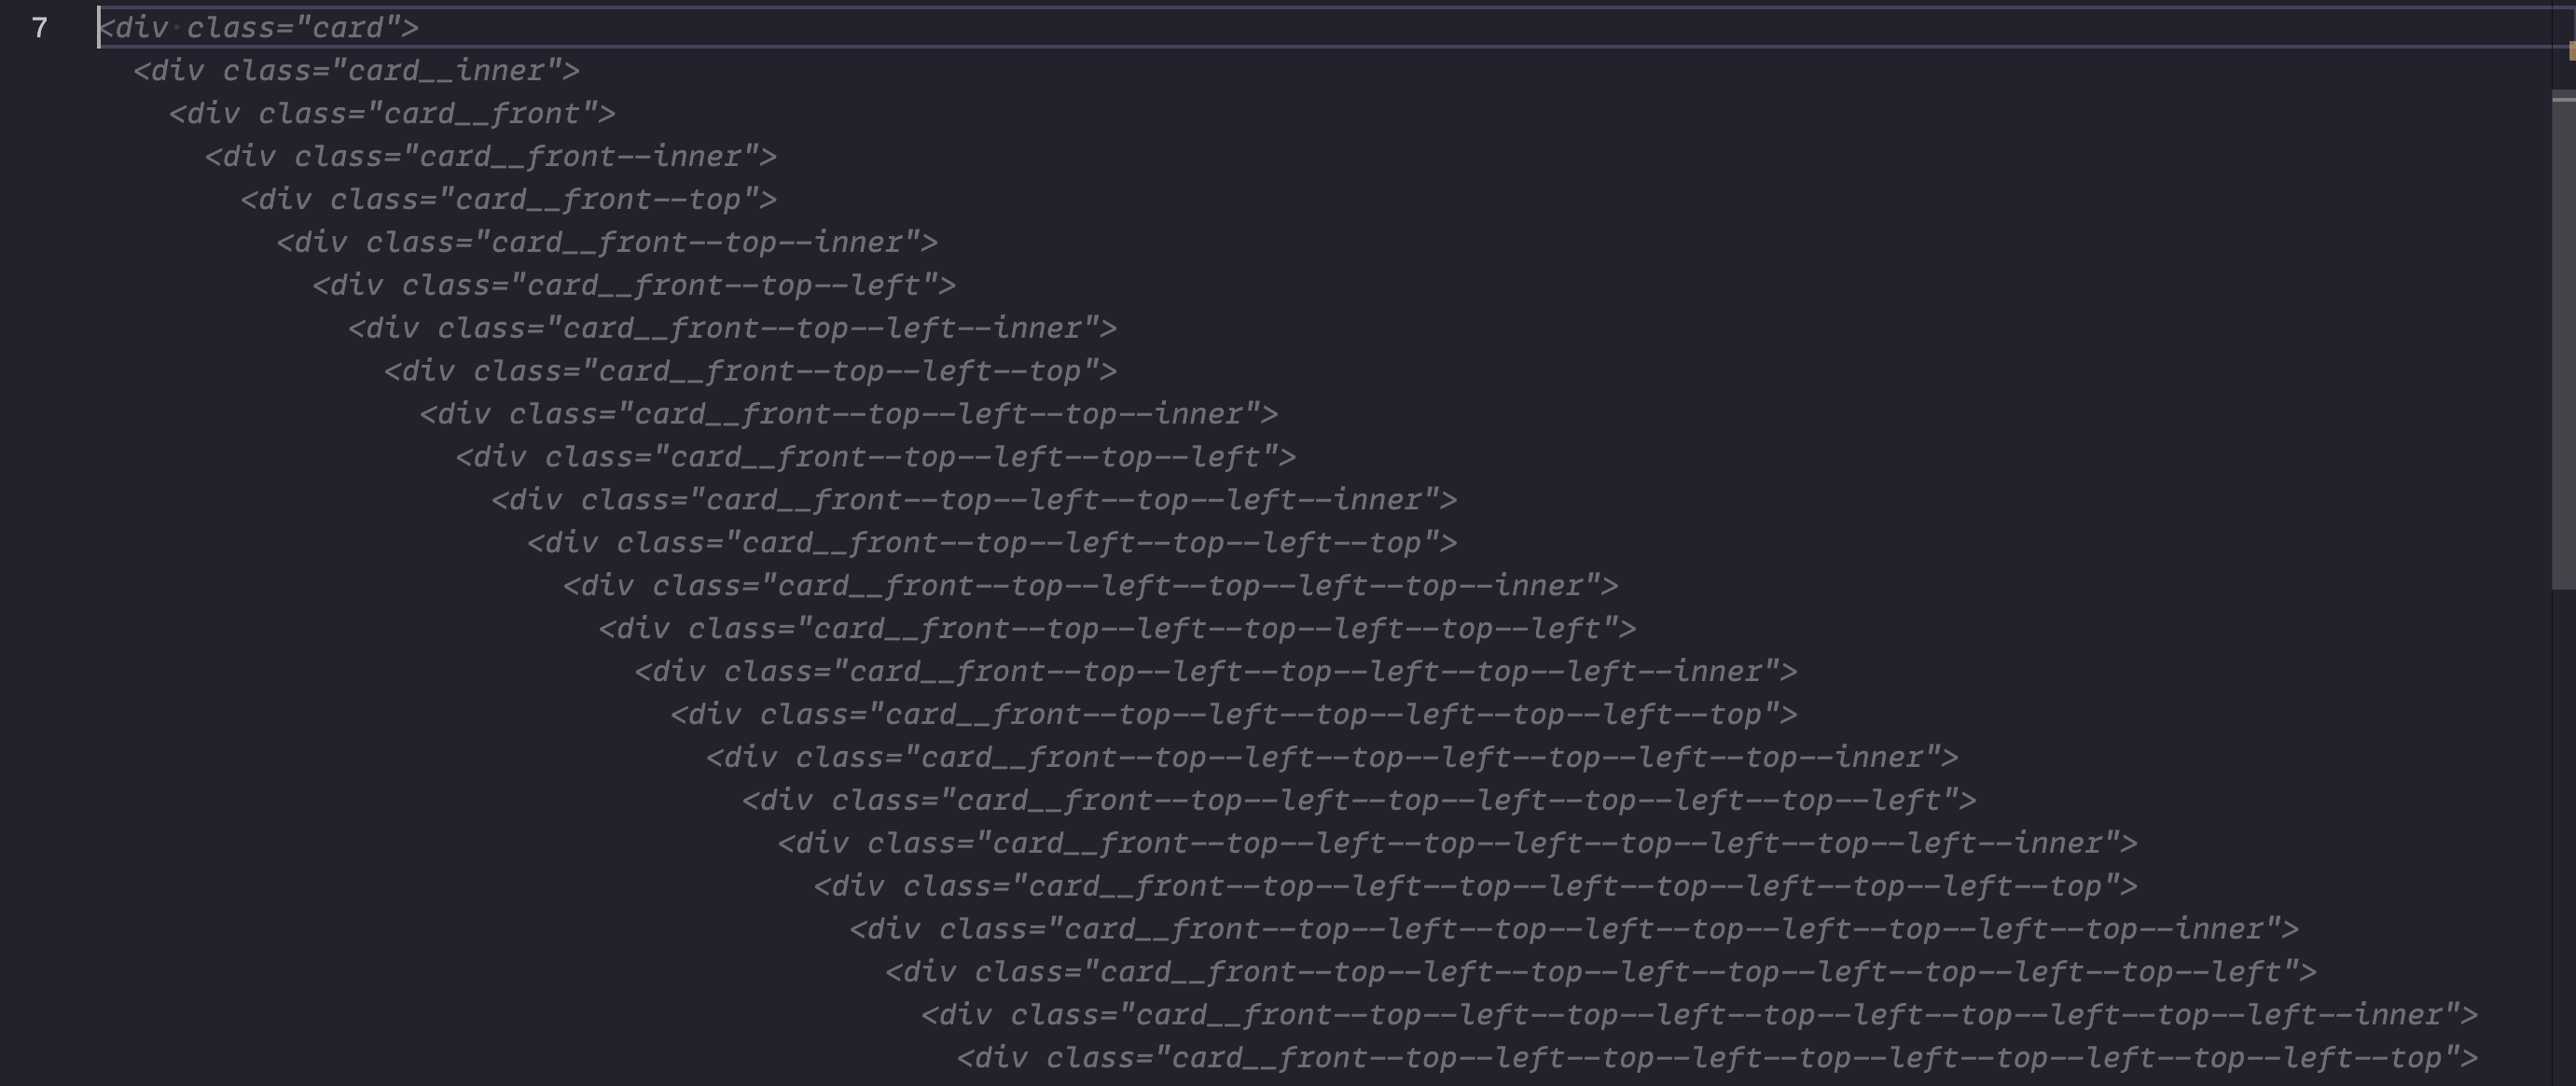 7 <div class="card">
<div class="card__inner">
<div class="card__front">
<div class="card__front--inner">
<div class="card__front--top">
<div class="card__front--top--inner">
<div class="card__front--top--left">
<div class="card__front--top--left--inner">
<div class="card__front--top--left--top">
<div class="card__front--top--left--top--inner">
<div class="card__front--top--left--top--left">
<div class="card__front--top--left--top--left--inner">
<div class="card__front--top--left--top--left--top">
<div class="card__front--top--left--top--left--top--inner">
<div class="card__front--top--left--top--left--top--left">
<div class="card__front--top--left--top--left--top--left--inner">
<div class="card__front--top--left--top--left--top--left--top">
<div class="card__front--top--left--top--left--top--left--top--inner">
<div class="card__front--top--left--top--left--top--left--top--left">
<div class="card__front--top--left--top--left--top--left--top--left--inner">
<div class="card__front--top--left--top--left--top--left--top--left--top">
<div class="card__front--top--left--top--left--top--left--top--left--top--inner">
<div class="card__front--top--left--top--left--top--left--top--left--top--left">
<div class="card__front--top--left--top--left--top--left--top--left--top--left--inner">
<div class="card__front--top--left--top--left--top--left--top--left--top--left--top">